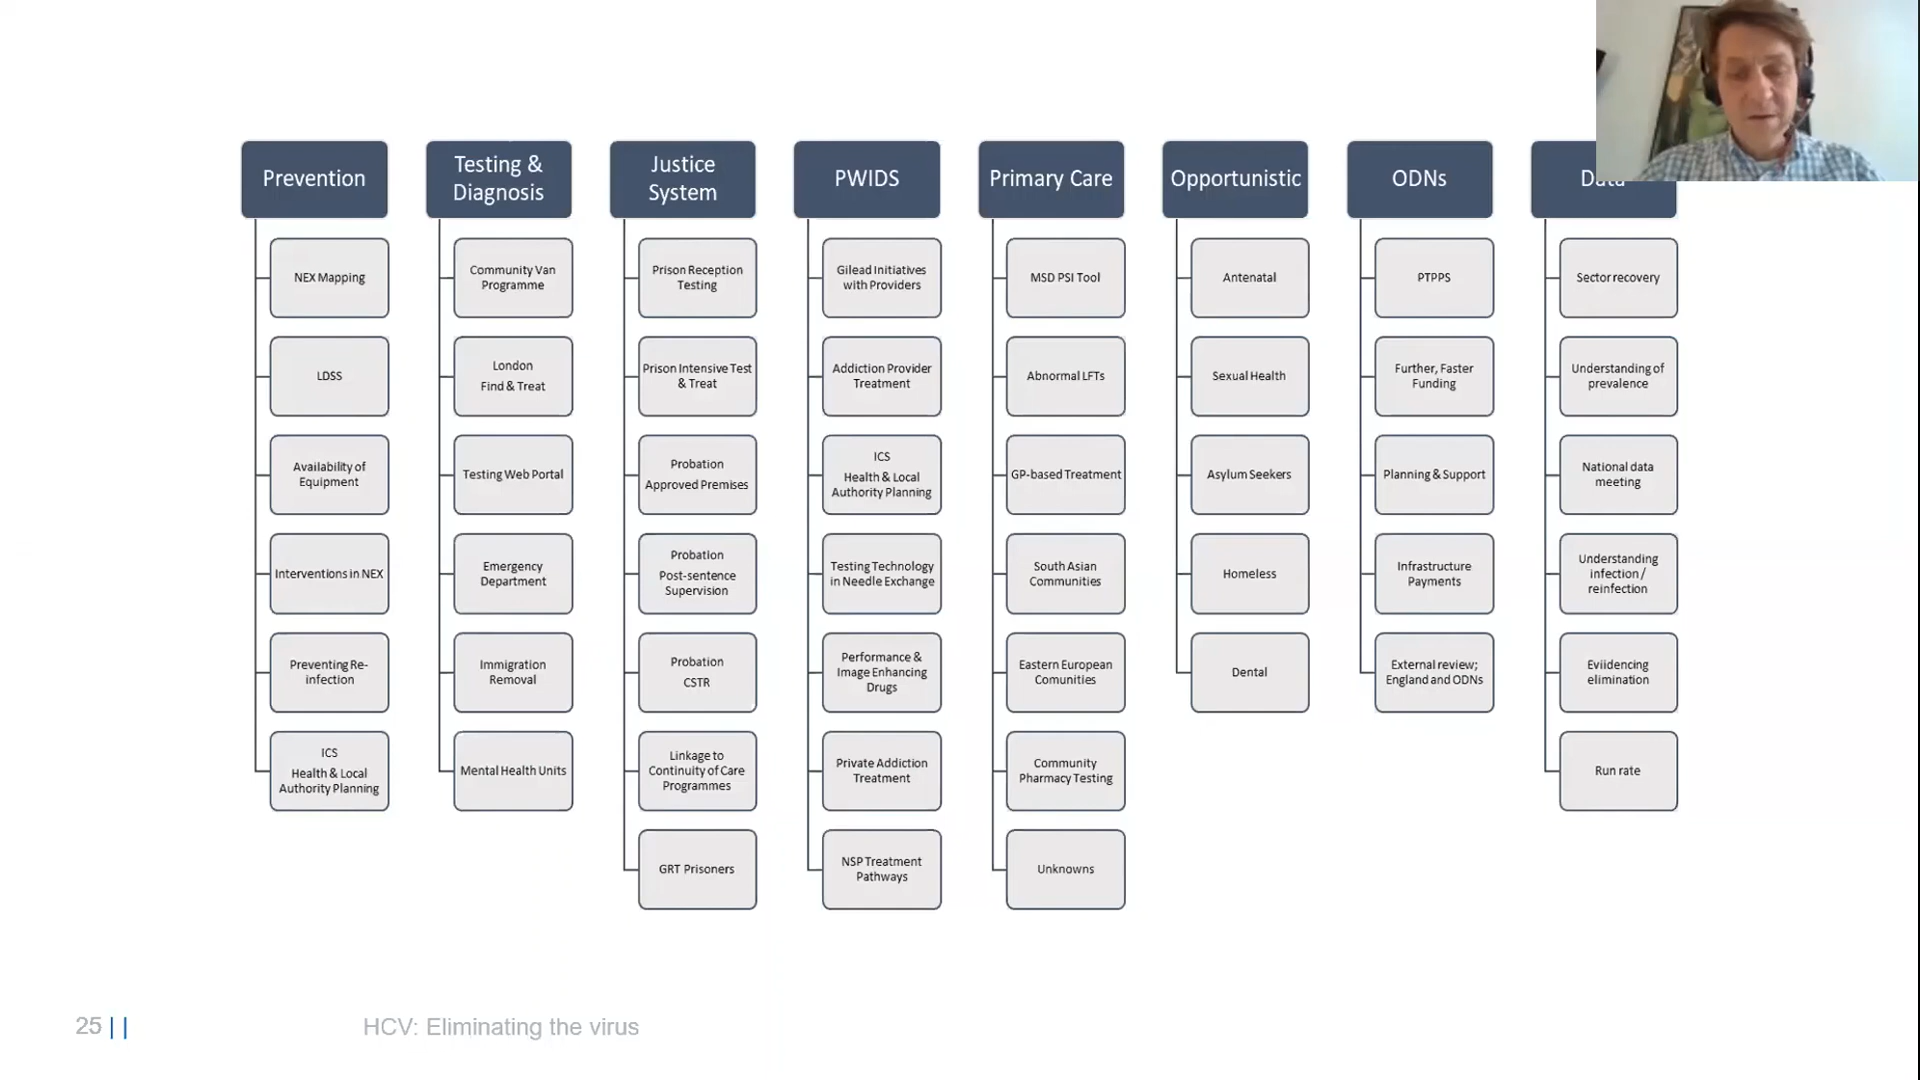 Prevention
NEX Mapping
LDSS
Availability of
Equipment
Interventions in NEX
Preventing Re-
infection
ICS
Health & Local
Authority Planning
Testing &
Diagnosis
Community Van
Programme
London
Find & Treat
Testing Web Portal
Emergency
Department
Immigration
Removal
Mental Health Units
Justice
System
Prison Reception
Testing
Prison Intensive Test
& Treat
Probation
Approved Premises
Probation
Post-sentence
Supervision
Probation
CSTR
Linkage to
Continuity of Care
Programmes
GRT Prisoners
PWIDS
Gilead Initiatives
with Providers
Addiction Provider
Treatment
ICS
Health & Local
Authority Planning
Testing Technology
in Needle Exchange
Performance &
Image Enhancing
Drugs
Private Addiction
Treatment
NSP Treatment
Pathways
Primary Care
MSD PSI Tool
Abnormal LFTs
GP-based Treatment
South Asian
Communities
Eastern European
Comunities
Community
Pharmacy Testing
Unknowns
Opportunistic
Antenatal
Sexual Health
Asylum Seekers
Homeless
Dental
ODNs
PTPPS
Further, Faster
Funding
Planning & Support
Infrastructure
Payments
External review;
England and ODNs
Data
Sector recovery
Understanding of
prevalence
National data
meeting
Understanding
infection /
reinfection
Eviidencing
elimination
Run rate
25 | |
HCV: Eliminating the virus